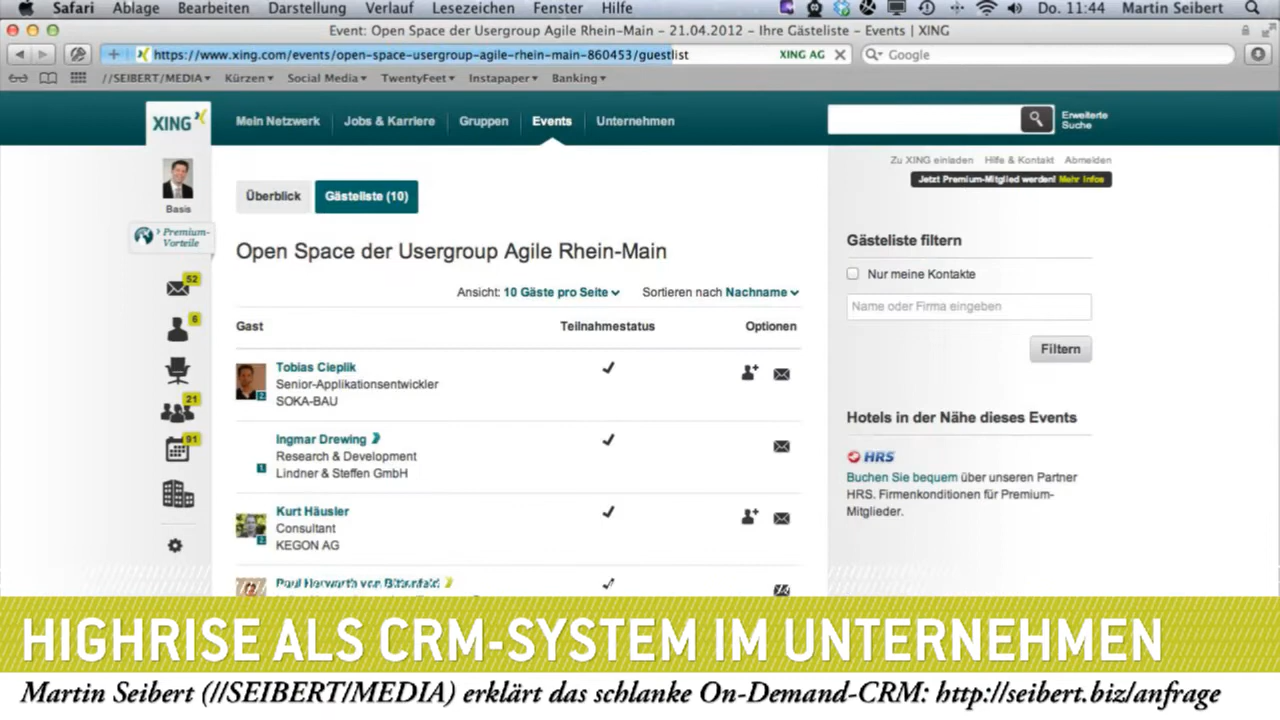 Safari Ablage Bearbeiten Darstellung Verlauf Lesezeichen Fenster Hilfe Do. 11:44 Martin Seibert
Event: Open Space der Usergroup Agile Rhein-Main - 21.04.2012 - Ihre Gästeliste - Events | XING
https://www.xing.com/events/open-space-usergroup-agile-rhein-main-860453/guestlist XING AG Google
//SEIBERT/MEDIA Kürzen Social Media TwentyFeet Instapaper Banking
XING Mein Netzwerk Jobs & Karriere Gruppen Events Unternehmen Erweiterte Suche
Zu XING einladen Hilfe & Kontakt Abmelden
Jetzt Premium-Mitglied werden! Mehr Infos
Basis
Premium-Vorteile
52
6
21
91
Überblick Gästeliste (10)
Open Space der Usergroup Agile Rhein-Main
Ansicht: 10 Gäste pro Seite Sortieren nach Nachname
Gast Teilnahmestatus Optionen
Tobias Cieplik
Senior-Applikationsentwickler
SOKA-BAU
2
Ingmar Drewing
Research & Development
Lindner & Steffen GmbH
1
Kurt Häusler
Consultant
KEGON AG
2
Paul Herwarth von Bittenfeld
Gästeliste filtern
Nur meine Kontakte
Name oder Firma eingeben
Filtern
Hotels in der Nähe dieses Events
HRS
Buchen Sie bequem über unseren Partner
HRS. Firmenkonditionen für Premium-
Mitglieder.
HIGHRISE ALS CRM-SYSTEM IM UNTERNEHMEN
Martin Seibert (//SEIBERT/MEDIA) erklärt das schlanke On-Demand-CRM: http://seibert.biz/anfrage